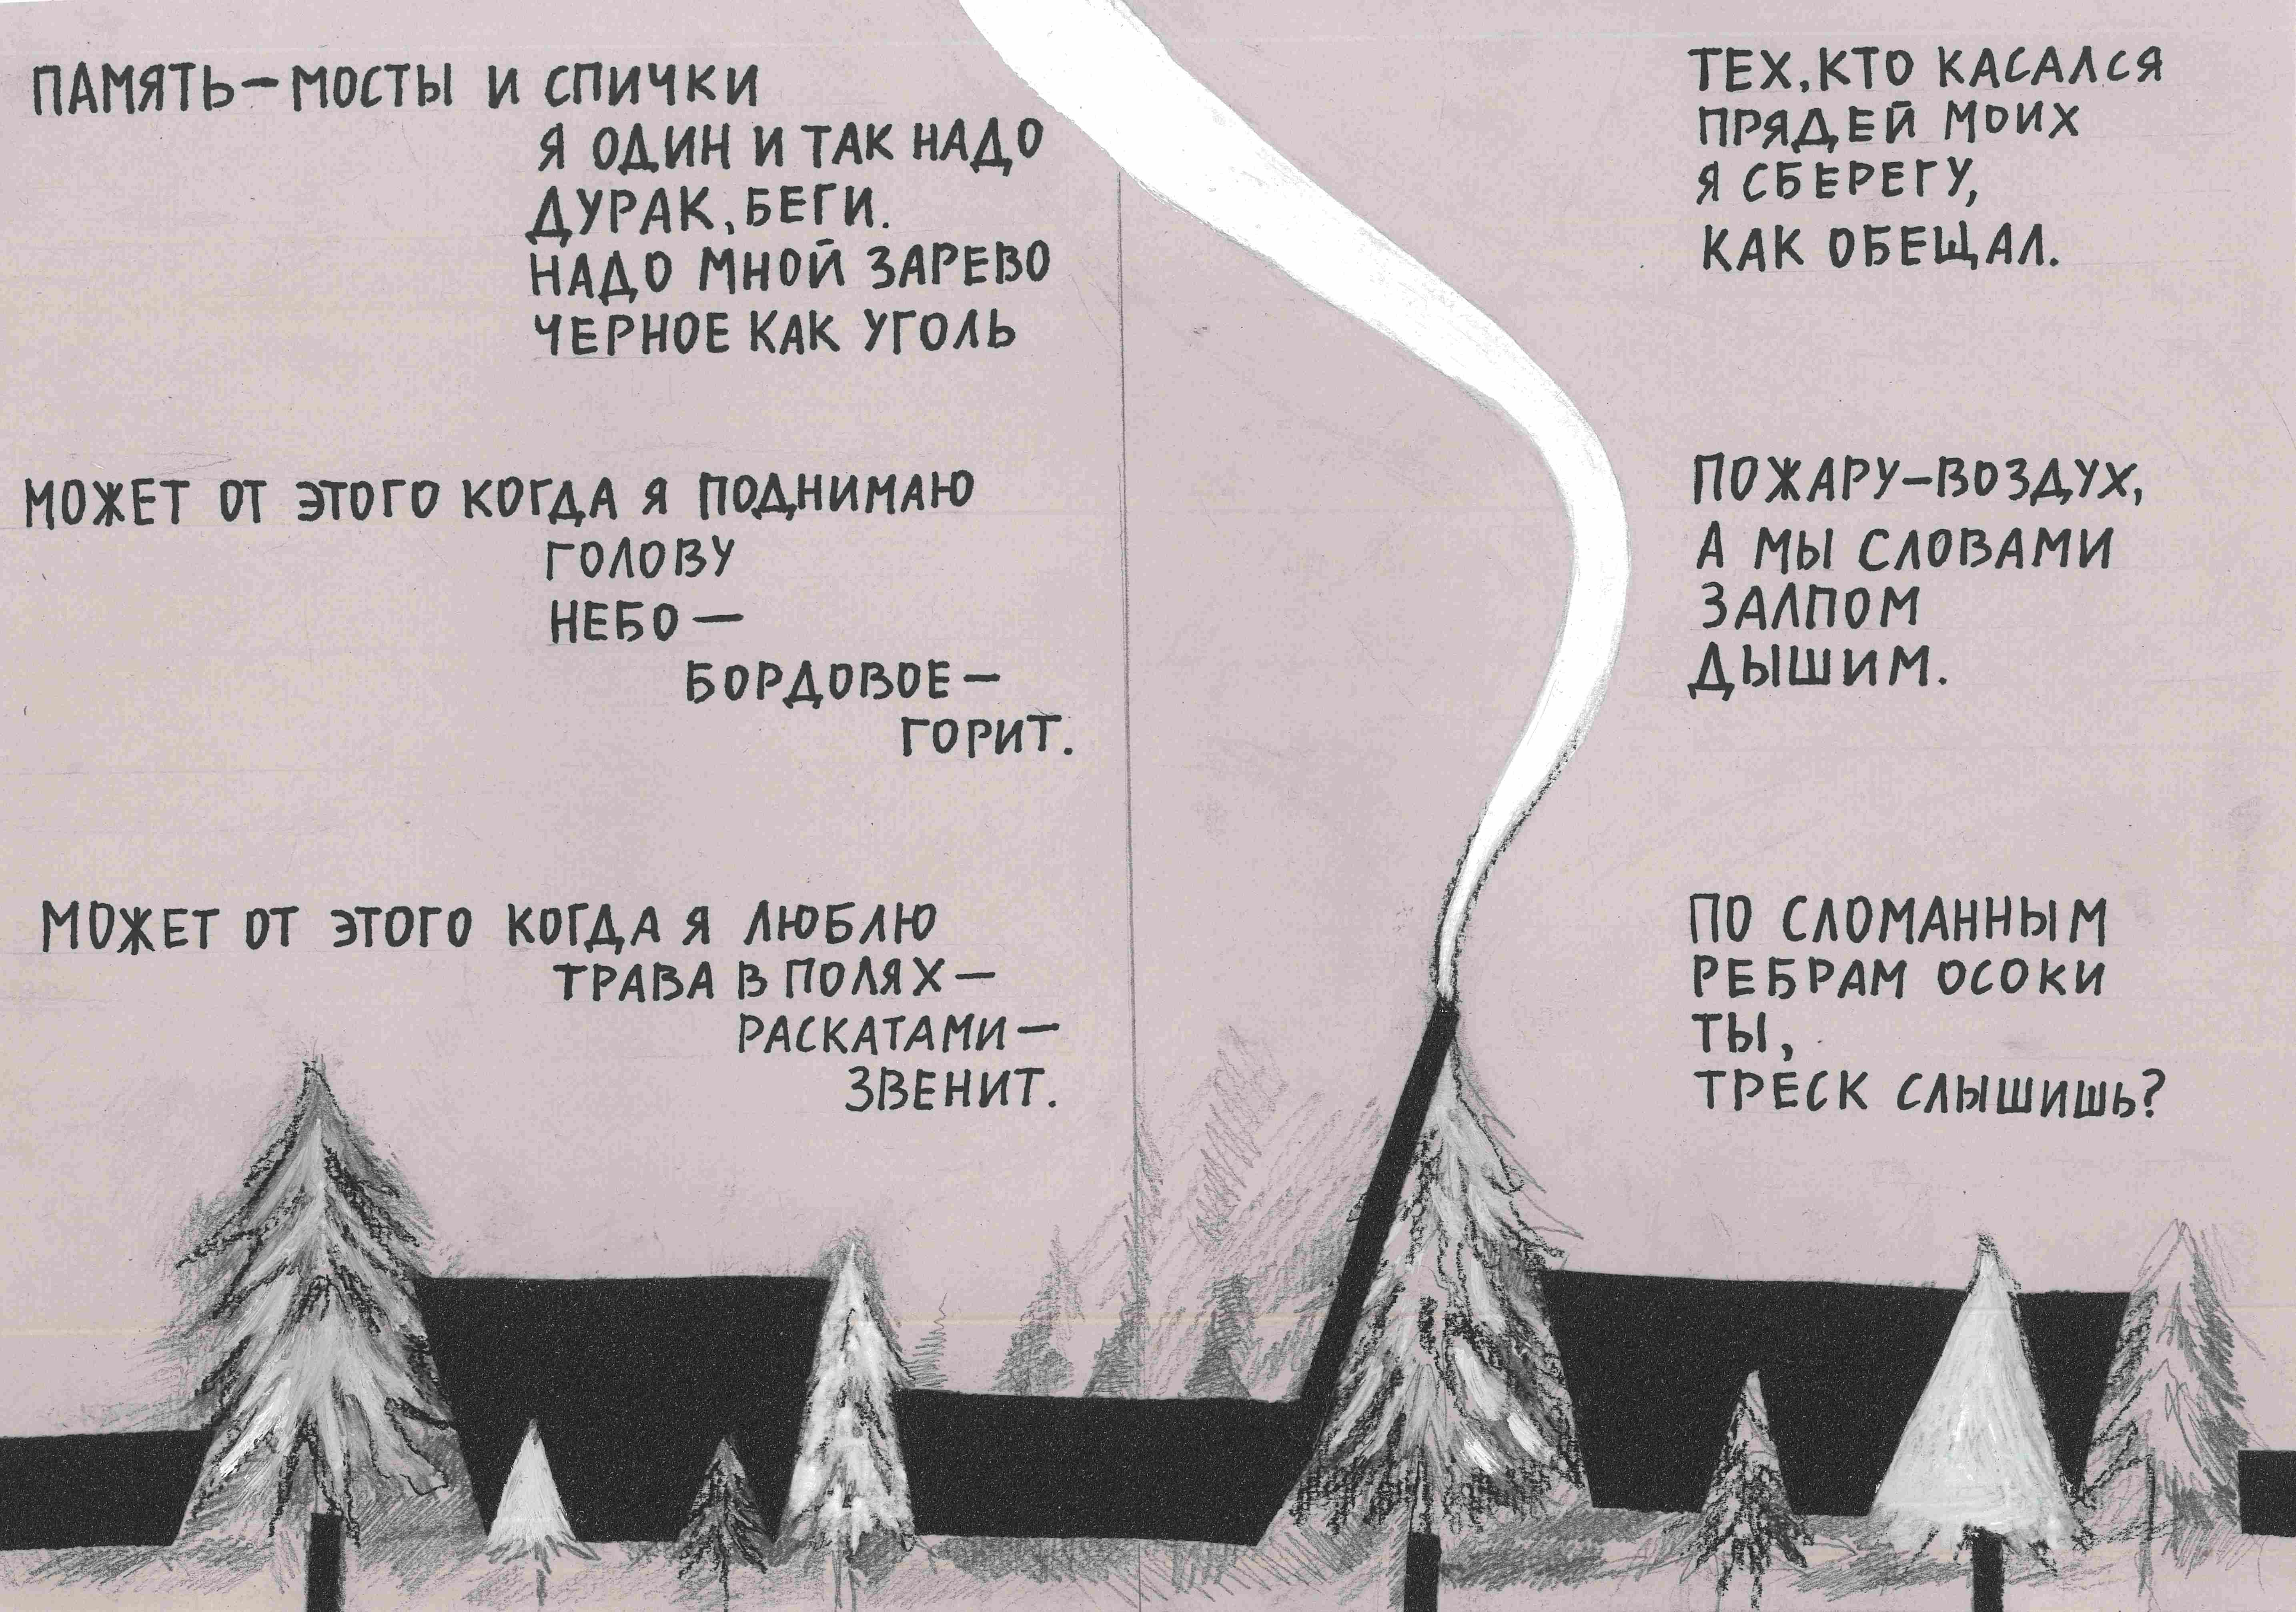 ПАМЯТЬ—МОСТЫ И СПИЧКИ
Я ОДИН И ТАК НАДО
ДУРАК, БЕГИ.
НАДО МНОЙ ЗАРЕВО
ЧЕРНОЕ КАК УГОЛЬ
МОЖЕТ ОТ ЭТОГО КОГДА Я ПОДНИМАЮ
ГОЛОВУ
НЕБО—
БОРДОВОЕ—
ГОРИТ.
МОЖЕТ ОТ ЭТОГО КОГДА Я ЛЮБЛЮ
ТРАВА В ПОЛЯХ—
РАСКАТАМИ—
ЗВЕНИТ.
ТЕХ, КТО КАСАЛСЯ
ПРЯДЕЙ МОИХ
Я СБЕРЕГУ,
КАК ОБЕЩАЛ.
ПОЖАРУ—ВОЗДУХ,
А МЫ СЛОВАМИ
ЗАЛПОМ
ДЫШИМ.
ПО СЛОМАННЫМ
РЕБРАМ ОСОКИ
ТЫ,
ТРЕСК СЛЫШИШЬ?